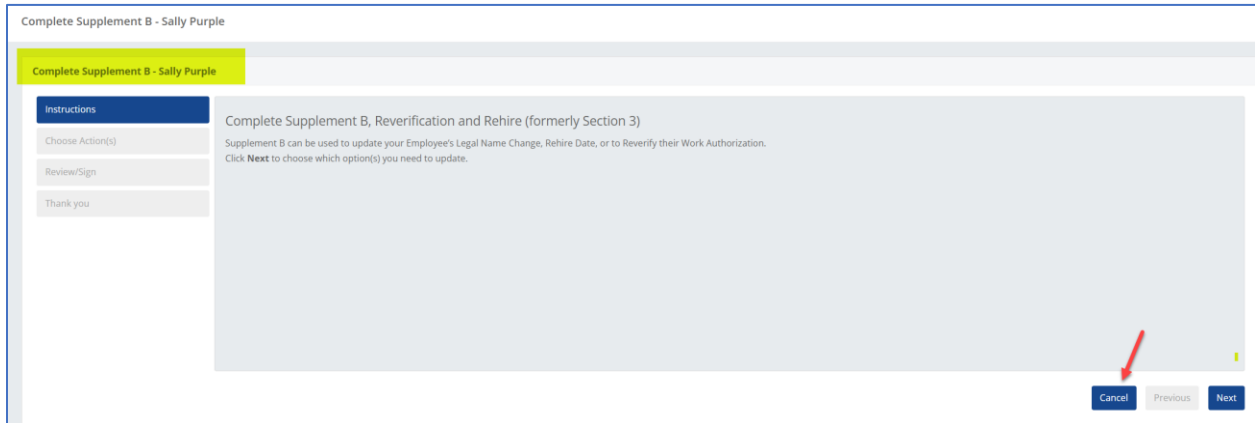 Complete Supplement B - Sally Purple
Complete Supplement B - Sally Purple
Instructions
Choose Action(s)
Review/Sign
Thank you
Complete Supplement B, Reverification and Rehire (formerly Section 3)
Supplement B can be used to update your Employee's Legal Name Change, Rehire Date, or to Reverify their Work Authorization.
Click Next to choose which option(s) you need to update.
Cancel Previous Next